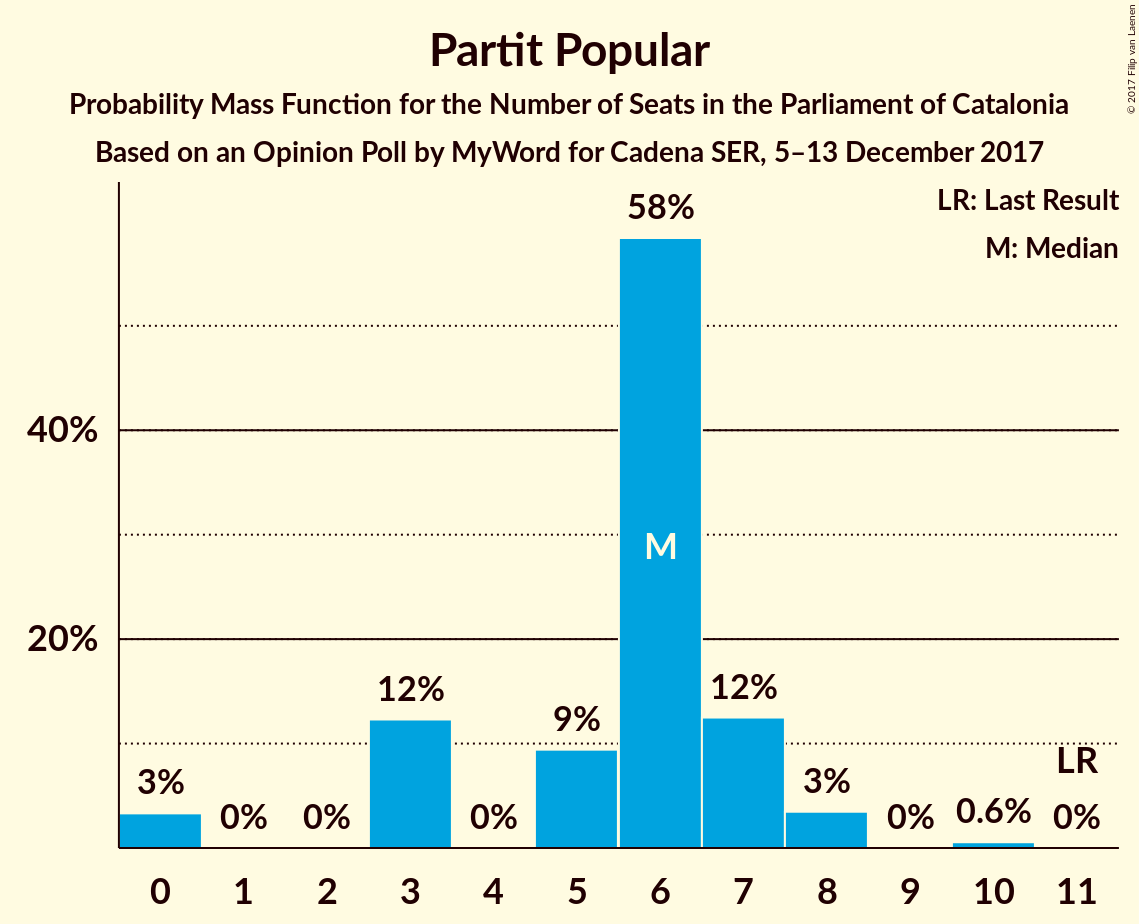 Partit Popular
Probability Mass Function for the Number of Seats in the Parliament of Catalonia
Based on an Opinion Poll by MyWord for Cadena SER, 5–13 December 2017
© 2017 Filip van Laenen
LR: Last Result
M: Median
58%
40%
M
20%
12%
12%
9%
3%
3%
LR
0%
0%
0%
0%
0.6%
0%
0 1 2 3 4 5 6 7 8 9 10 11